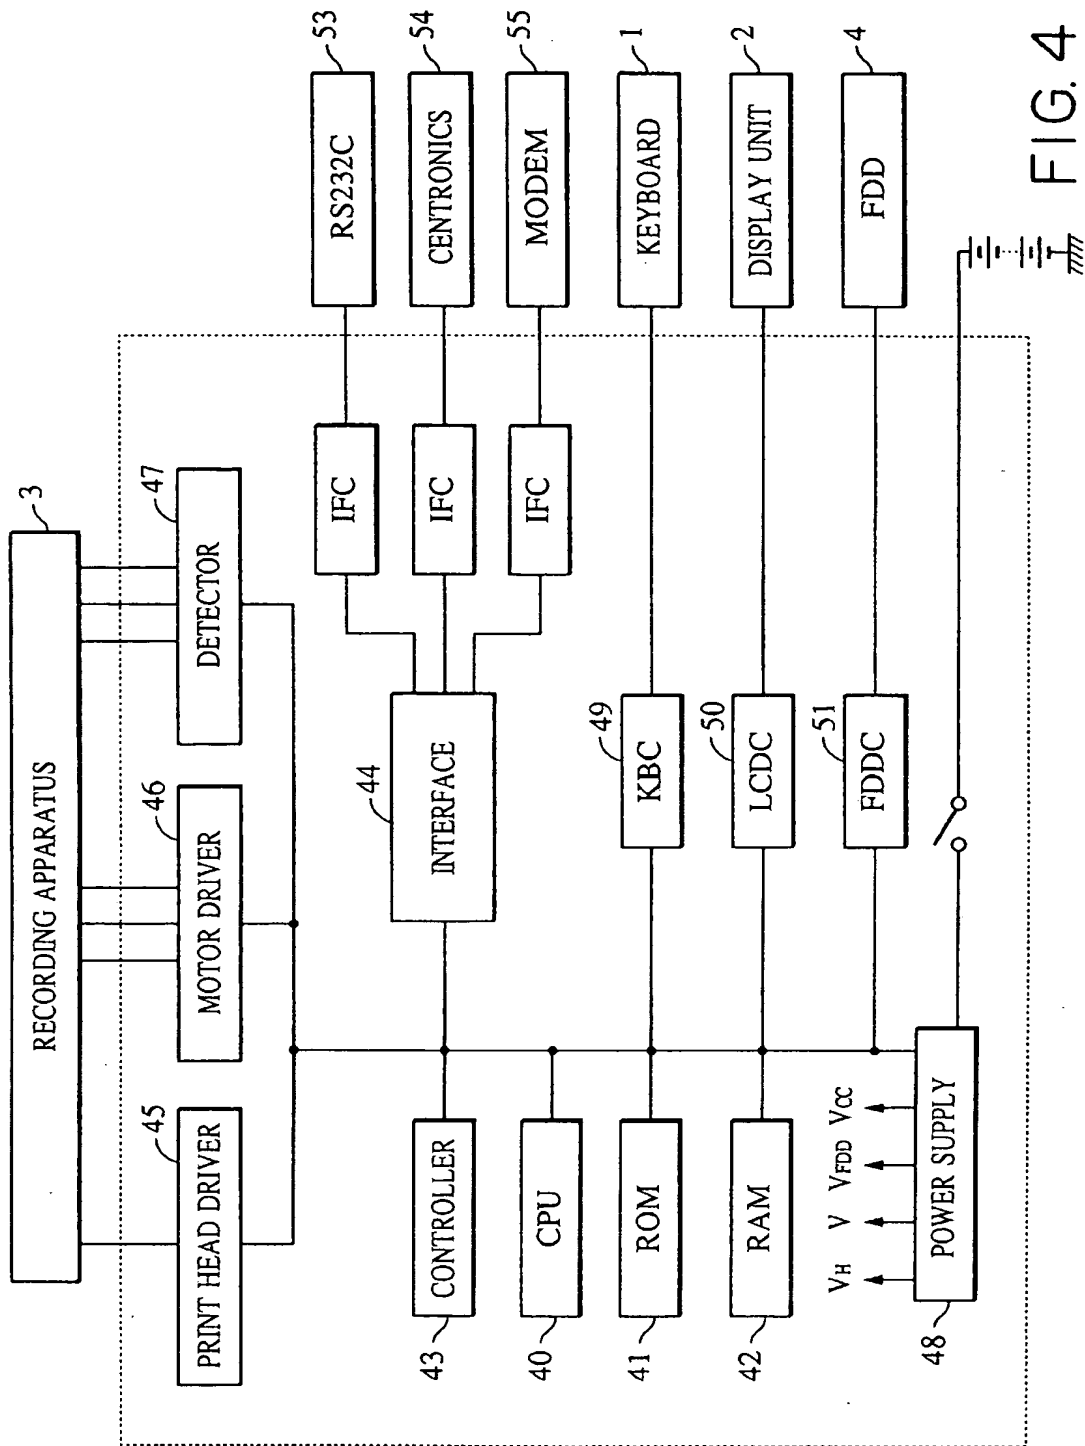 RECORDING APPARATUS
3
PRINT HEAD DRIVER
45
MOTOR DRIVER
46
DETECTOR
47
CONTROLLER
43
INTERFACE
44
IFC
RS232C
53
IFC
CENTRONICS
54
IFC
MODEM
55
CPU
40
ROM
41
KBC
49
KEYBOARD
1
RAM
42
LCDC
50
DISPLAY UNIT
2
FDDC
51
FDD
4
VH
V
VFDD
VCC
POWER SUPPLY
48
FIG. 4